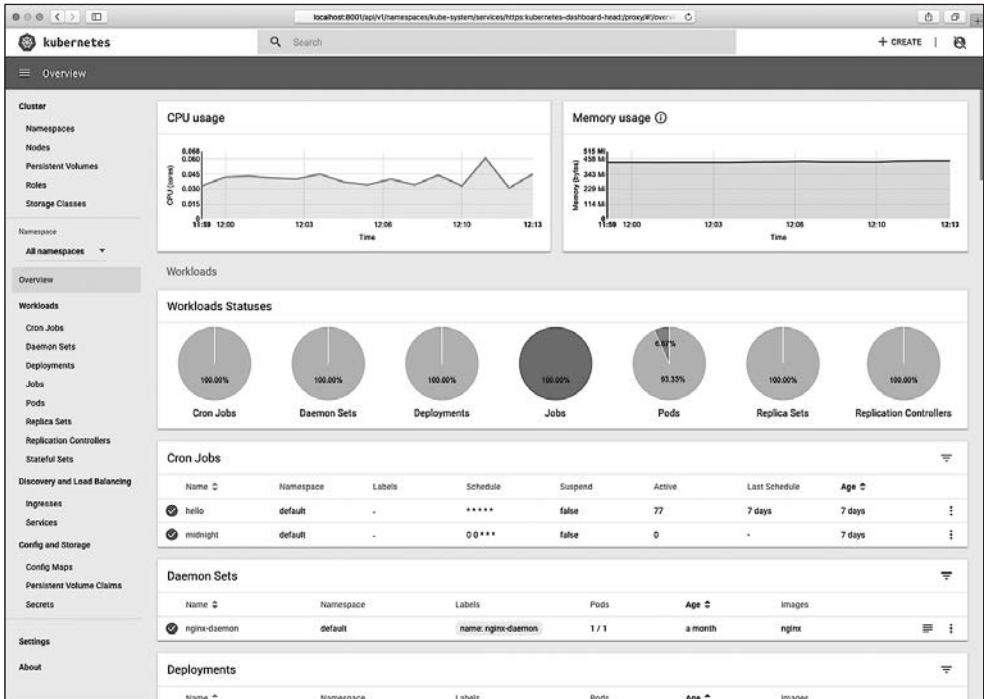 localhost:8001/api/v1/namespaces/kube-system/services/https:kubernetes-dashboard-head:/proxy/#!/overvi
kubernetes
Search
+ CREATE |
Overview
Cluster
Namespaces
Nodes
Persistent Volumes
Roles
Storage Classes
Namespace
All namespaces
Overview
Workloads
Cron Jobs
Daemon Sets
Deployments
Jobs
Pods
Replica Sets
Replication Controllers
Stateful Sets
Discovery and Load Balancing
Ingresses
Services
Config and Storage
Config Maps
Persistent Volume Claims
Secrets
Settings
About
CPU usage
CPU (cores)
0.068
0.060
0.045
0.030
0.015
0
11:59 12:00 12:03 12:06 12:10 12:13
Time
Memory usage
Memory (bytes)
515 Mi
458 Mi
343 Mi
229 Mi
114 Mi
0
11:59 12:00 12:03 12:06 12:10 12:13
Time
Workloads
Workloads Statuses
100.00% 100.00% 100.00% 100.00% 6.67% 93.33% 100.00% 100.00%
Cron Jobs Daemon Sets Deployments Jobs Pods Replica Sets Replication Controllers
Cron Jobs
Name Namespace Labels Schedule Suspend Active Last Schedule Age
hello default - * * * * * false 77 7 days 7 days
midnight default - 0 0 * * * false 0 - 7 days
Daemon Sets
Name Namespace Labels Pods Age Images
nginx-daemon default name: nginx-daemon 1 / 1 a month nginx
Deployments
Name Namespace Labels Pods Age Images